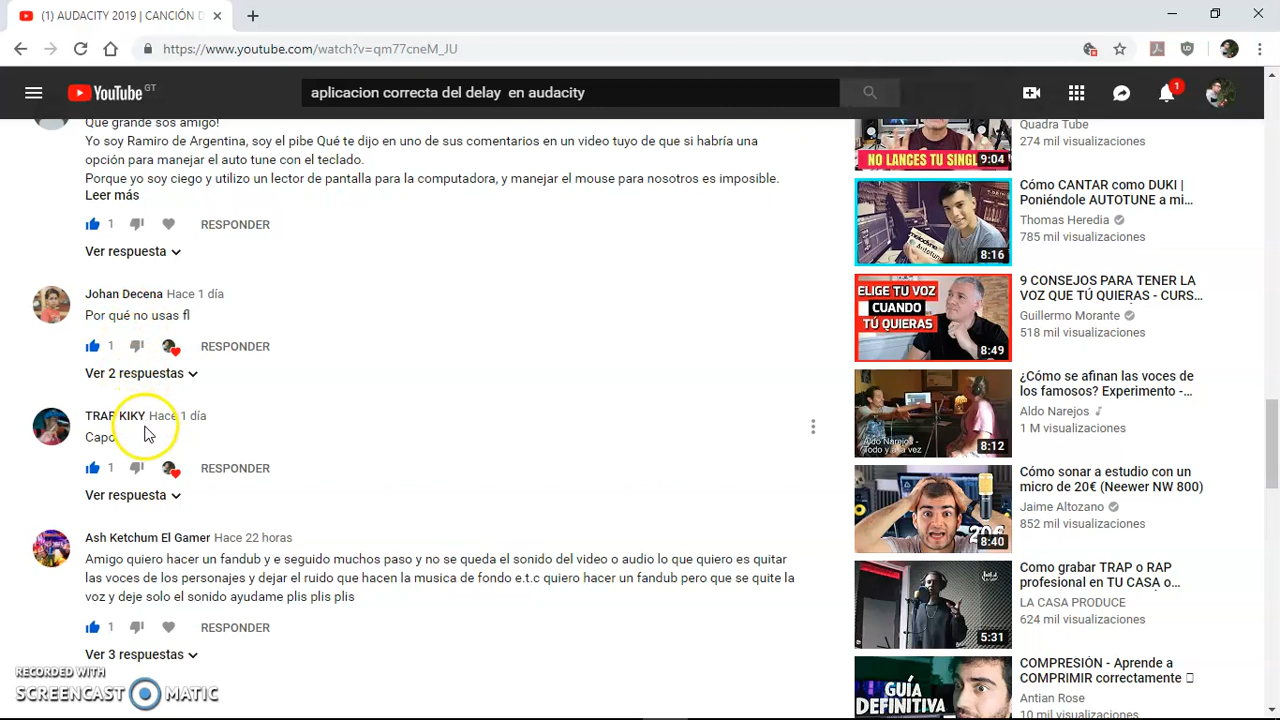 (1) AUDACITY 2019 | CANCIÓN D
https://www.youtube.com/watch?v=qm77cneM_JU
YouTube GT
aplicacion correcta del delay en audacity
1
Que grande sos amigo!
Yo soy Ramiro de Argentina, soy el pibe Qué te dijo en uno de sus comentarios en un video tuyo de que si habría una
opción para manejar el auto tune con el teclado.
Porque yo soy ciego y utilizo un lector de pantalla para la computadora, y manejar el mouse para nosotros es imposible.
Leer más
1 RESPONDER
Ver respuesta
Johan Decena Hace 1 día
Por qué no usas fl
1 RESPONDER
Ver 2 respuestas
TRAP KIKY Hace 1 día
Capo
1 RESPONDER
Ver respuesta
Ash Ketchum El Gamer Hace 22 horas
Amigo quiero hacer un fandub y e seguido muchos paso y no se queda el sonido del video o audio lo que quiero es quitar
las voces de los personajes y dejar el ruido que hacen la musica de fondo e.t.c quiero hacer un fandub pero que se quite la
voz y deje solo el sonido ayudame plis plis plis
1 RESPONDER
Ver 3 respuestas
RECORDED WITH
SCREENCAST MATIC
NO LANCES TU SINGL
9:04
Quadra Tube
274 mil visualizaciones
8:16
Cómo CANTAR como DUKI |
Poniéndole AUTOTUNE a mi...
Thomas Heredia
785 mil visualizaciones
ELIGE TU VOZ
CUANDO
TÚ QUIERAS
8:49
9 CONSEJOS PARA TENER LA
VOZ QUE TÚ QUIERAS - CURS...
Guillermo Morante
518 mil visualizaciones
Aldo Narejos -
Todo y a la vez
8:12
¿Cómo se afinan las voces de
los famosos? Experimento -...
Aldo Narejos
1 M visualizaciones
20€
8:40
Cómo sonar a estudio con un
micro de 20€ (Neewer NW 800)
Jaime Altozano
852 mil visualizaciones
5:31
Como grabar TRAP o RAP
profesional en TU CASA o...
LA CASA PRODUCE
624 mil visualizaciones
GUÍA
DEFINITIVA
COMPRESIÓN - Aprende a
COMPRIMIR correctamente
Antian Rose
10 mil visualizaciones